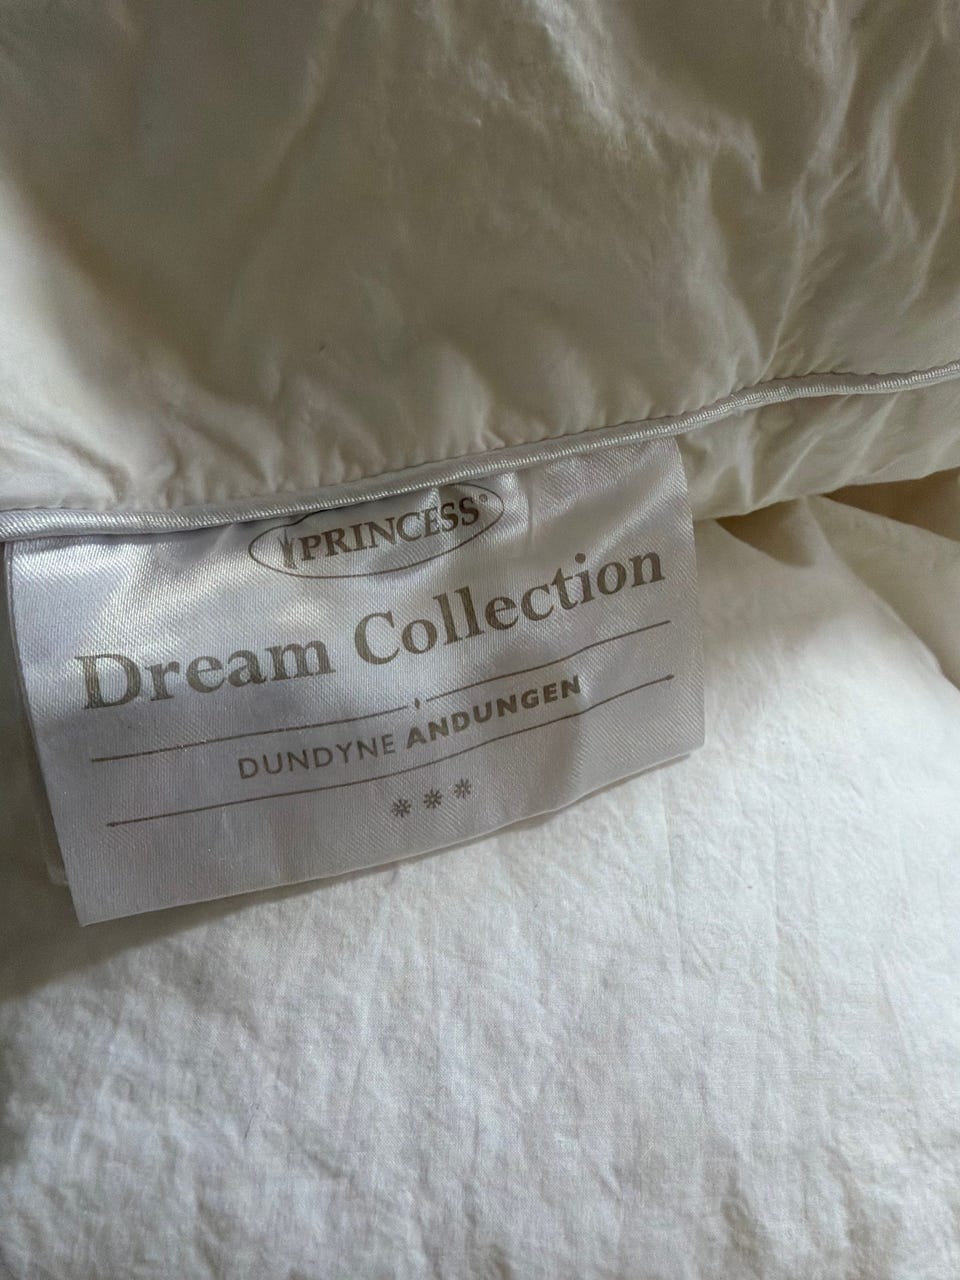 PRINCESS®
Dream Collection
DUNDYNE ANDUNGEN
***